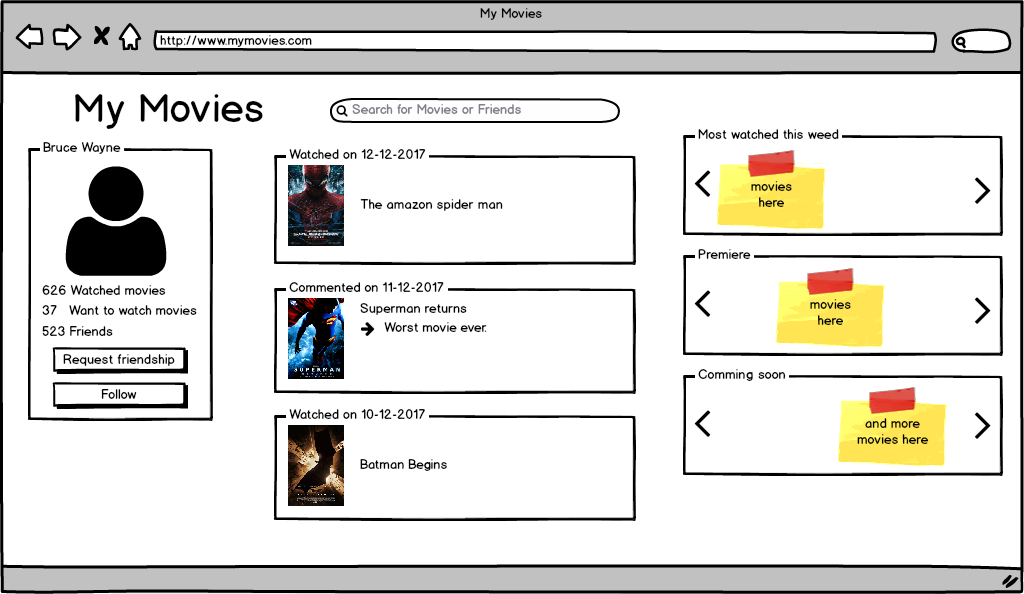 My Movies
http://www.mymovies.com
My Movies
Search for Movies or Friends
Bruce Wayne
626 Watched movies
37 Want to watch movies
523 Friends
Request friendship
Follow
Watched on 12-12-2017
The amazon spider man
Commented on 11-12-2017
Superman returns
Worst movie ever.
SUPERMAN
Watched on 10-12-2017
Batman Begins
Most watched this weed
movies
here
Premiere
movies
here
Comming soon
and more
movies here